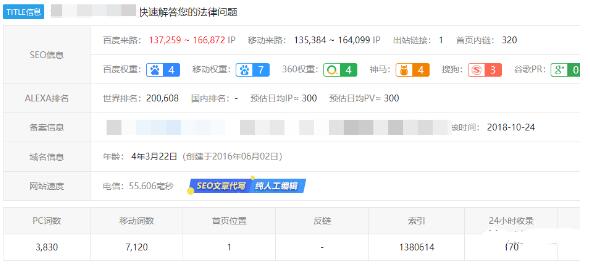 TITLE信息 快速解答您的法律问题
SEO信息
百度来路： 137,259 ~ 166,872 IP 移动来路： 135,384 ~ 164,099 IP 出站链接： 1 首页内链： 320
百度权重： 4 移动权重： 7 360权重： 4 神马： 4 搜狗： 3 谷歌PR： 0
ALEXA排名 世界排名：200,608 国内排名：- 预估日均IP≈ 300 预估日均PV≈ 300
备案信息 时间： 2018-10-24
域名信息 年龄： 4年3月22日（创建于2016年06月02日）
网站速度 电信：55.606毫秒 SEO文章代写 纯人工编辑
PC词数 移动词数 首页位置 反链 索引 24小时收录
3,830 7,120 1 - 1380614 170